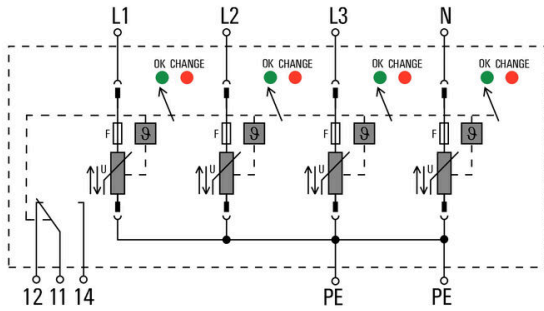 L1 L2 L3 N
OK CHANGE OK CHANGE OK CHANGE OK CHANGE
F ϑ F ϑ F ϑ F ϑ
U U U U
12 11 14 PE PE